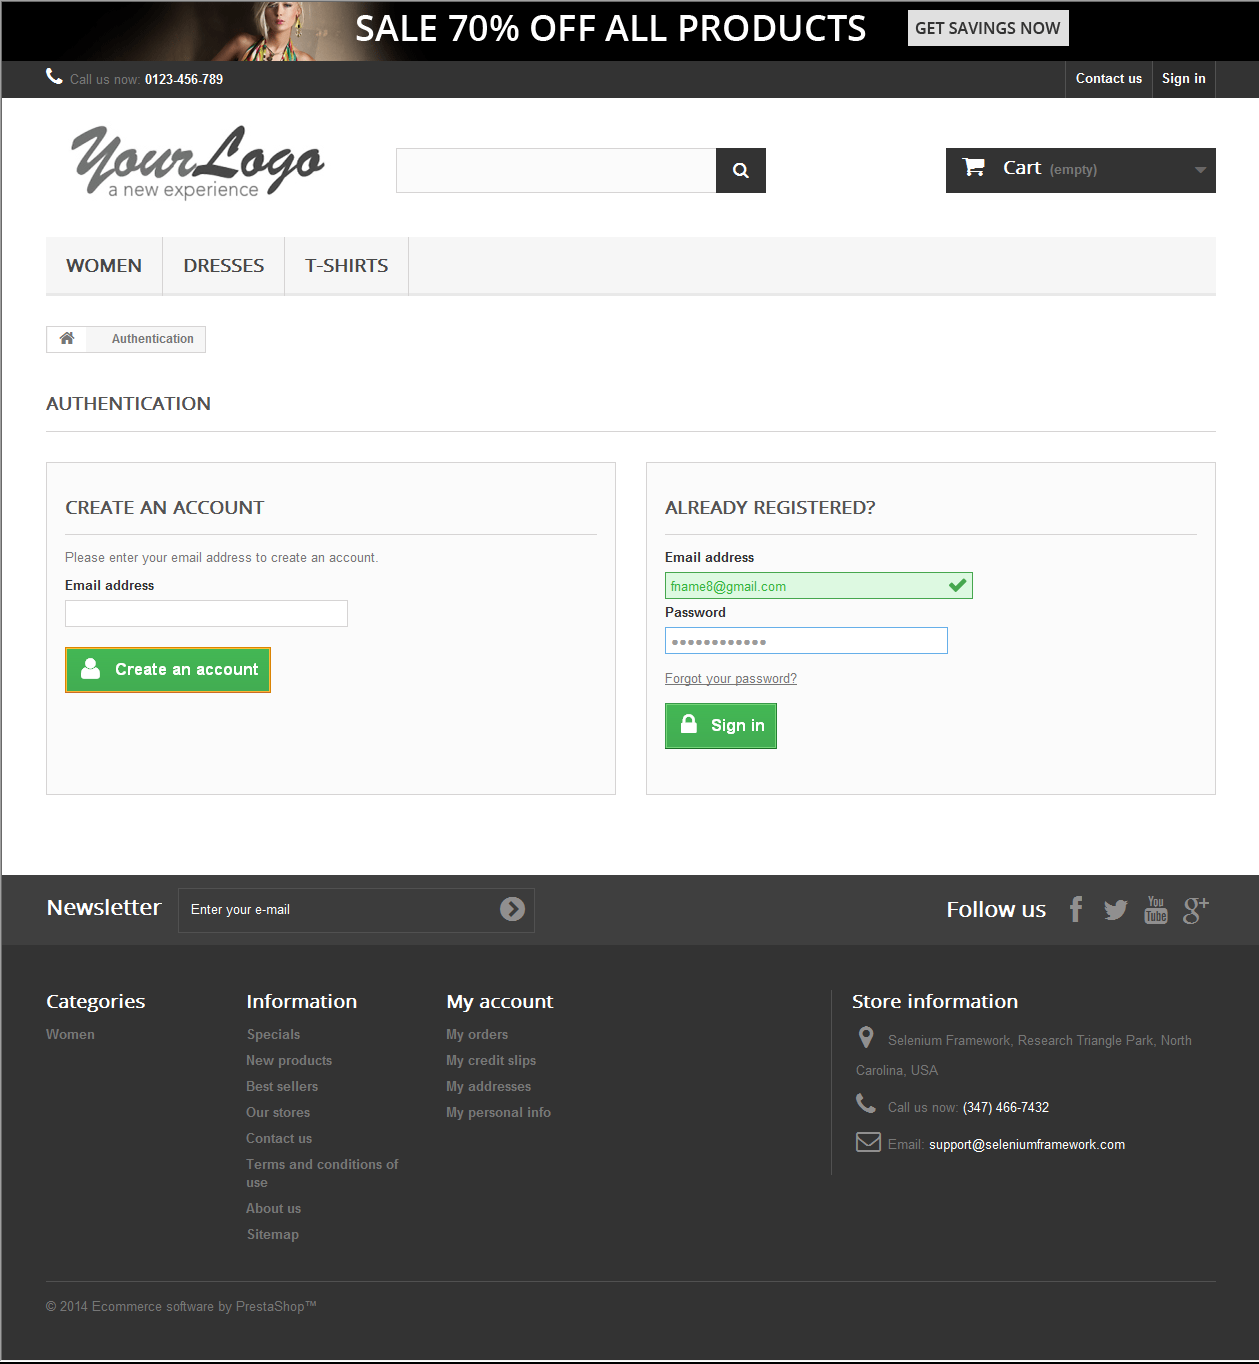 SALE 70% OFF ALL PRODUCTS GET SAVINGS NOW
Call us now: 0123-456-789 Contact us Sign in
YourLogo
a new experience
Cart (empty)
WOMEN DRESSES T-SHIRTS
Authentication
AUTHENTICATION
CREATE AN ACCOUNT
Please enter your email address to create an account.
Email address
Create an account
ALREADY REGISTERED?
Email address
fname8@gmail.com
Password
Forgot your password?
Sign in
Newsletter Enter your e-mail Follow us
You
Tube
g+
Categories
Women
Information
Specials
New products
Best sellers
Our stores
Contact us
Terms and conditions of
use
About us
Sitemap
My account
My orders
My credit slips
My addresses
My personal info
Store information
Selenium Framework, Research Triangle Park, North
Carolina, USA
Call us now: (347) 466-7432
Email: support@seleniumframework.com
© 2014 Ecommerce software by PrestaShop™